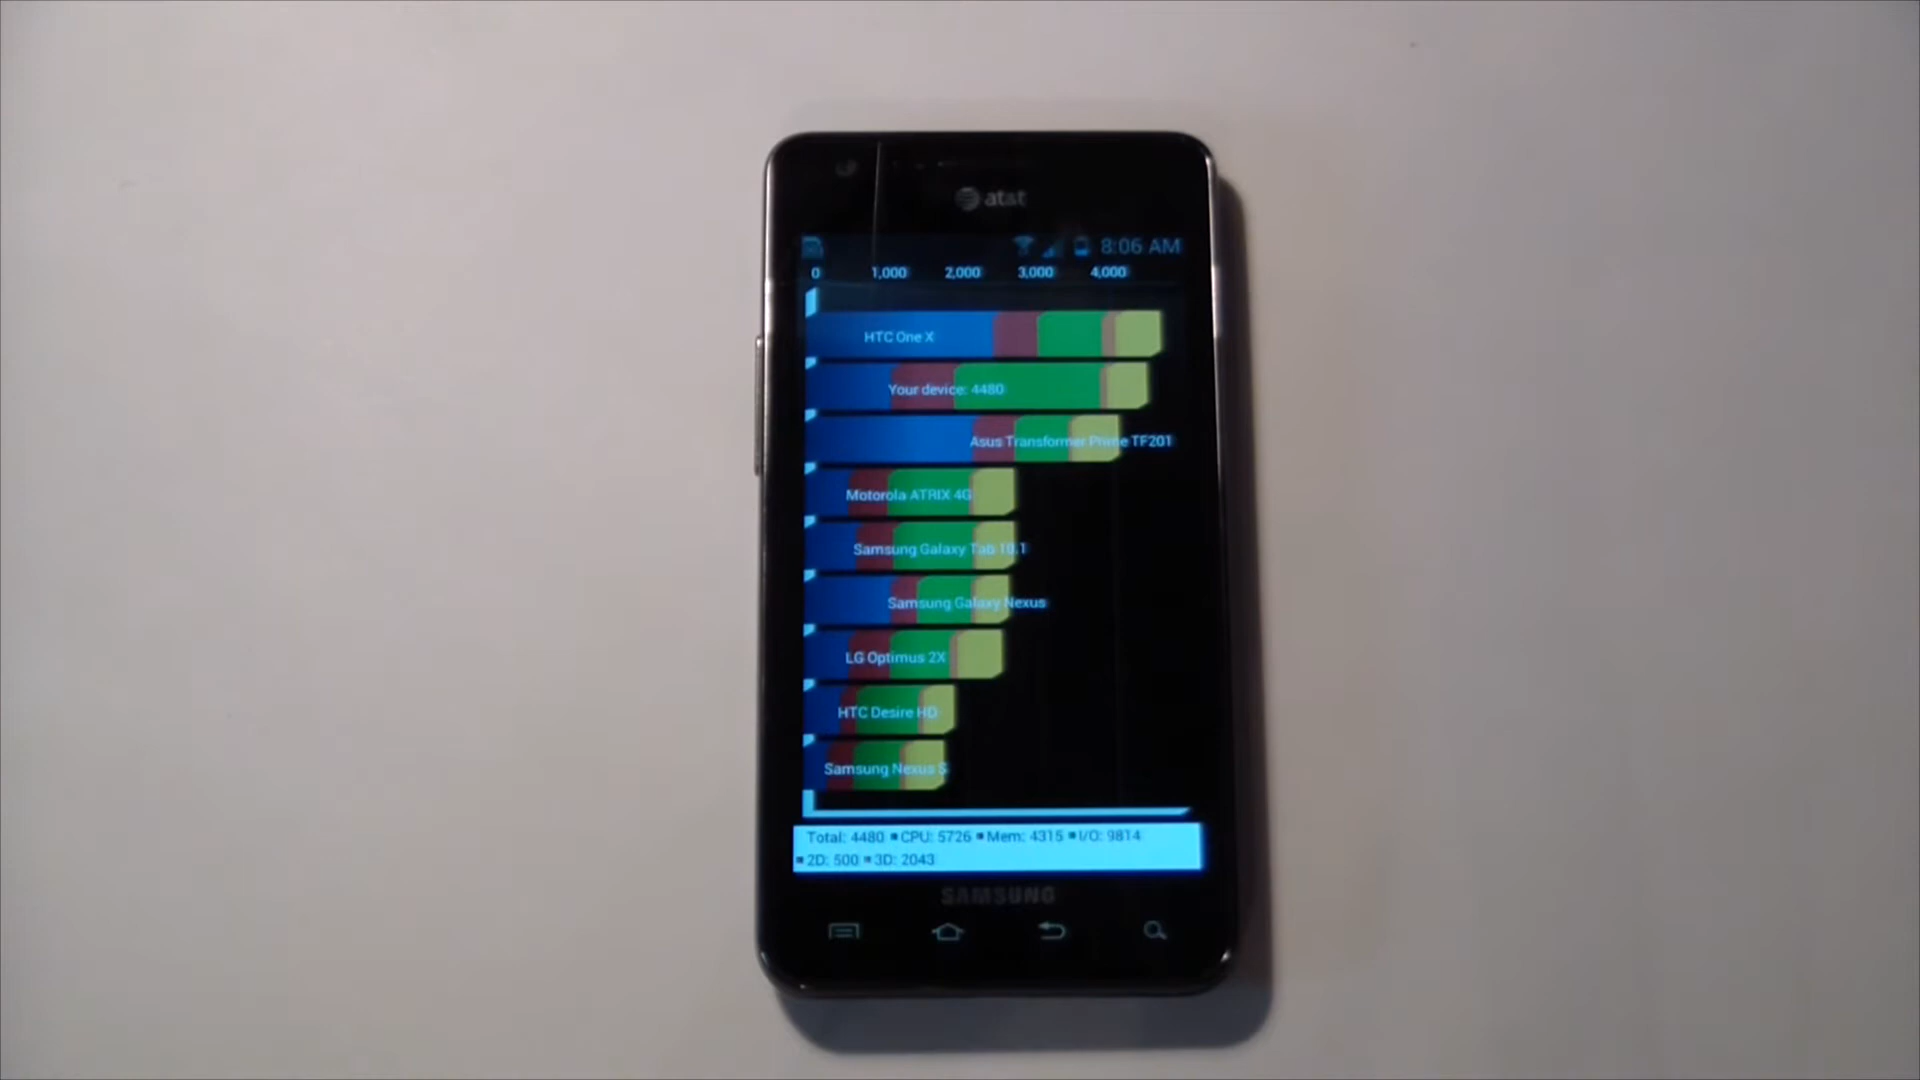 at&t
8:06 AM
0 1,000 2,000 3,000 4,000
HTC One X
Your device: 4480
Asus Transformer Prime TF201
Motorola ATRIX 4G
Samsung Galaxy Tab 10.1
Samsung Galaxy Nexus
LG Optimus 2X
HTC Desire HD
Samsung Nexus S
Total: 4480 ▪ CPU: 5726 ▪ Mem: 4315 ▪ I/O: 9814
▪ 2D: 500 ▪ 3D: 2043
SAMSUNG